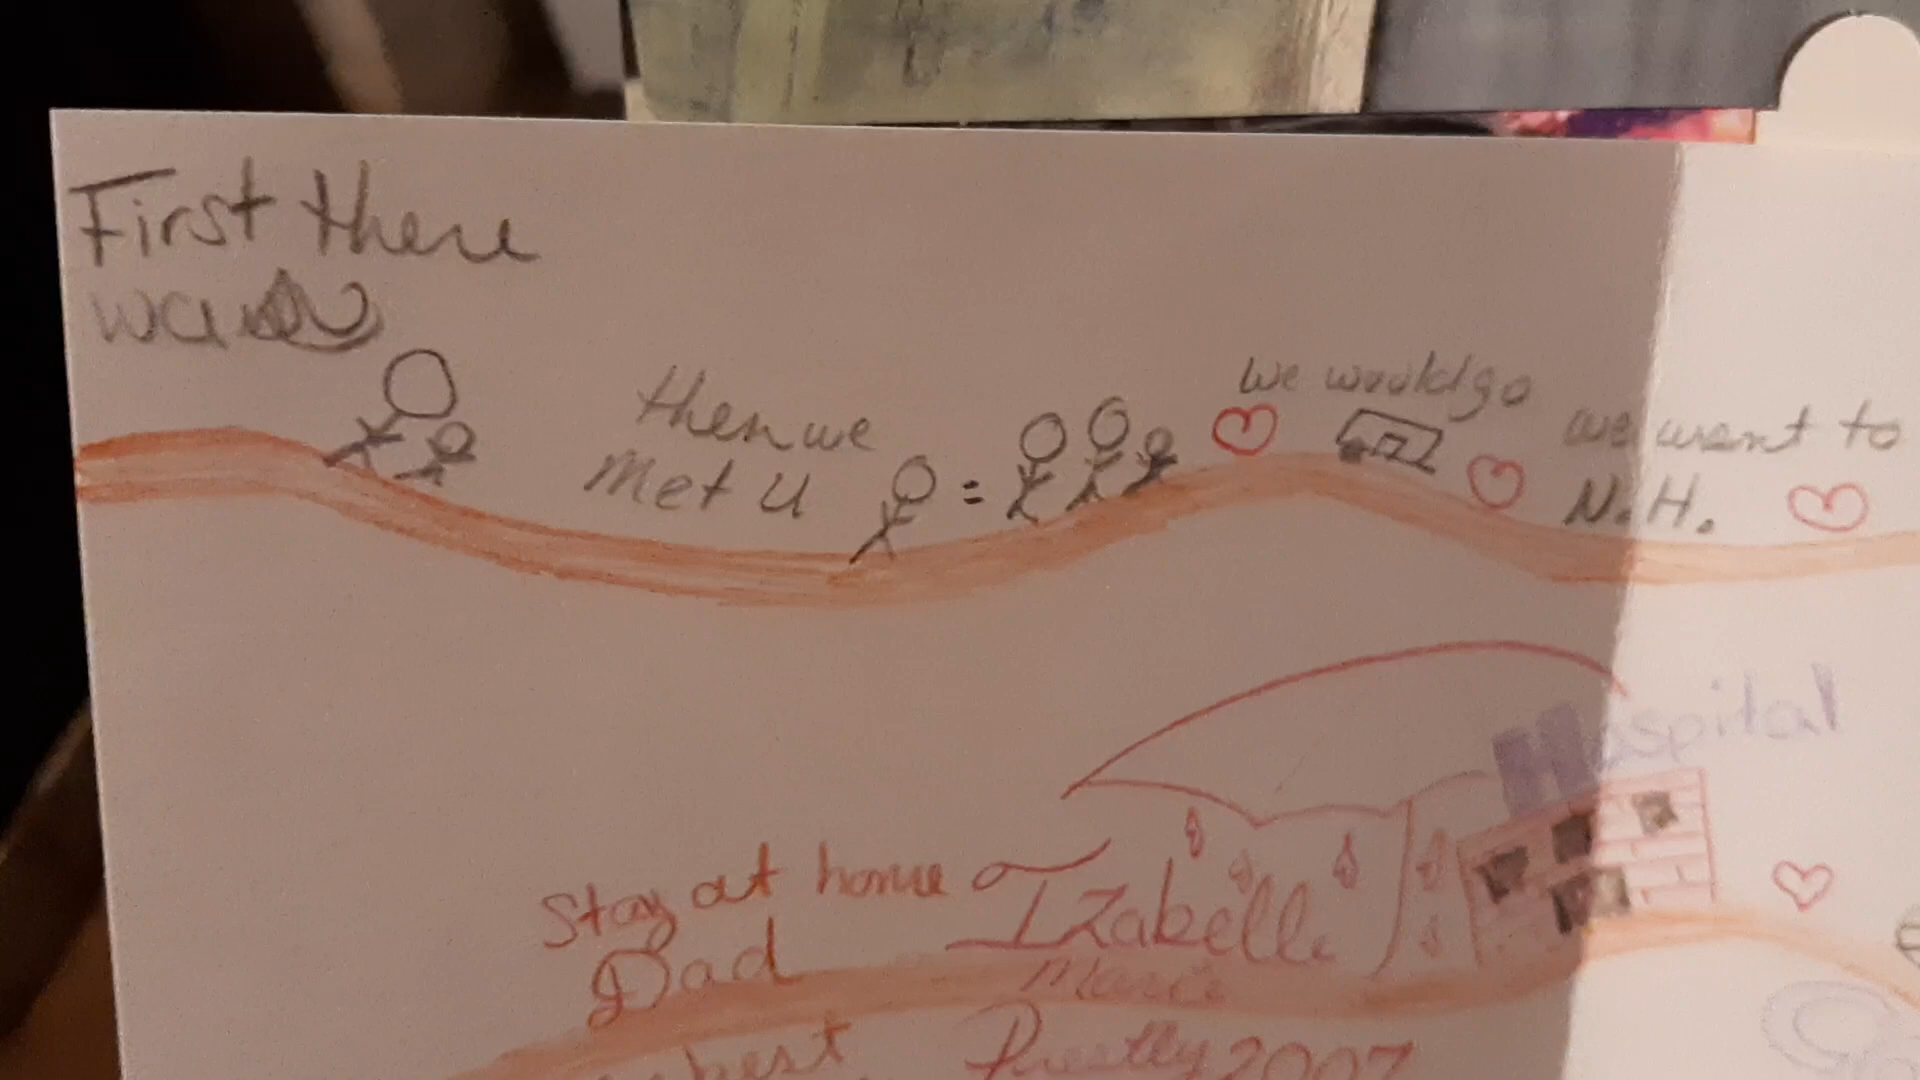 First there
was
then we
Met U
=
we would go
we went to
N.H.
Hospital
Stay at home
Izabelle
Dad
Marie
best
2007